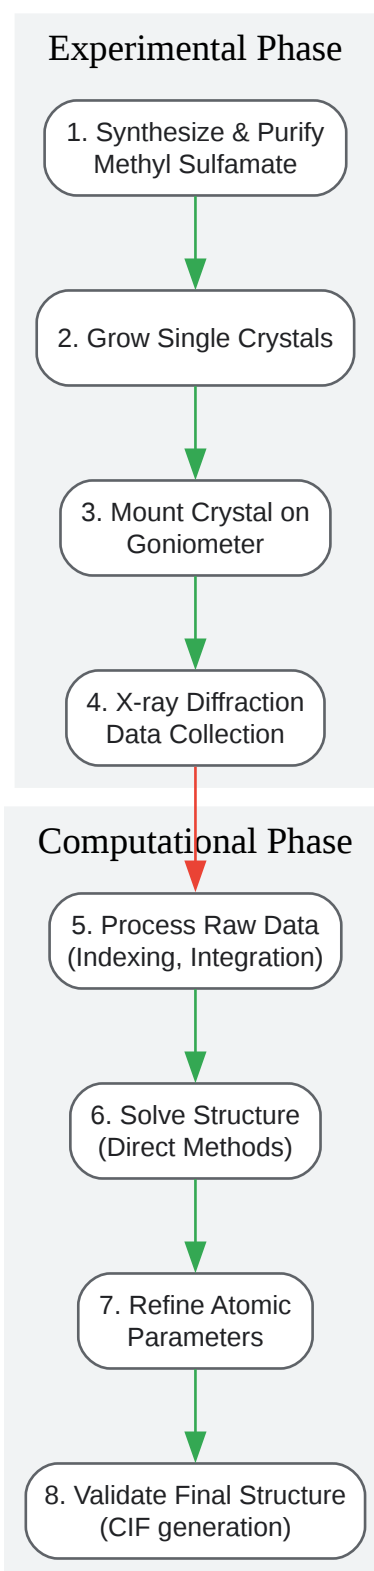 Experimental Phase
1. Synthesize & Purify
Methyl Sulfamate
2. Grow Single Crystals
3. Mount Crystal on
Goniometer
4. X-ray Diffraction
Data Collection
Computational Phase
5. Process Raw Data
(Indexing, Integration)
6. Solve Structure
(Direct Methods)
7. Refine Atomic
Parameters
8. Validate Final Structure
(CIF generation)